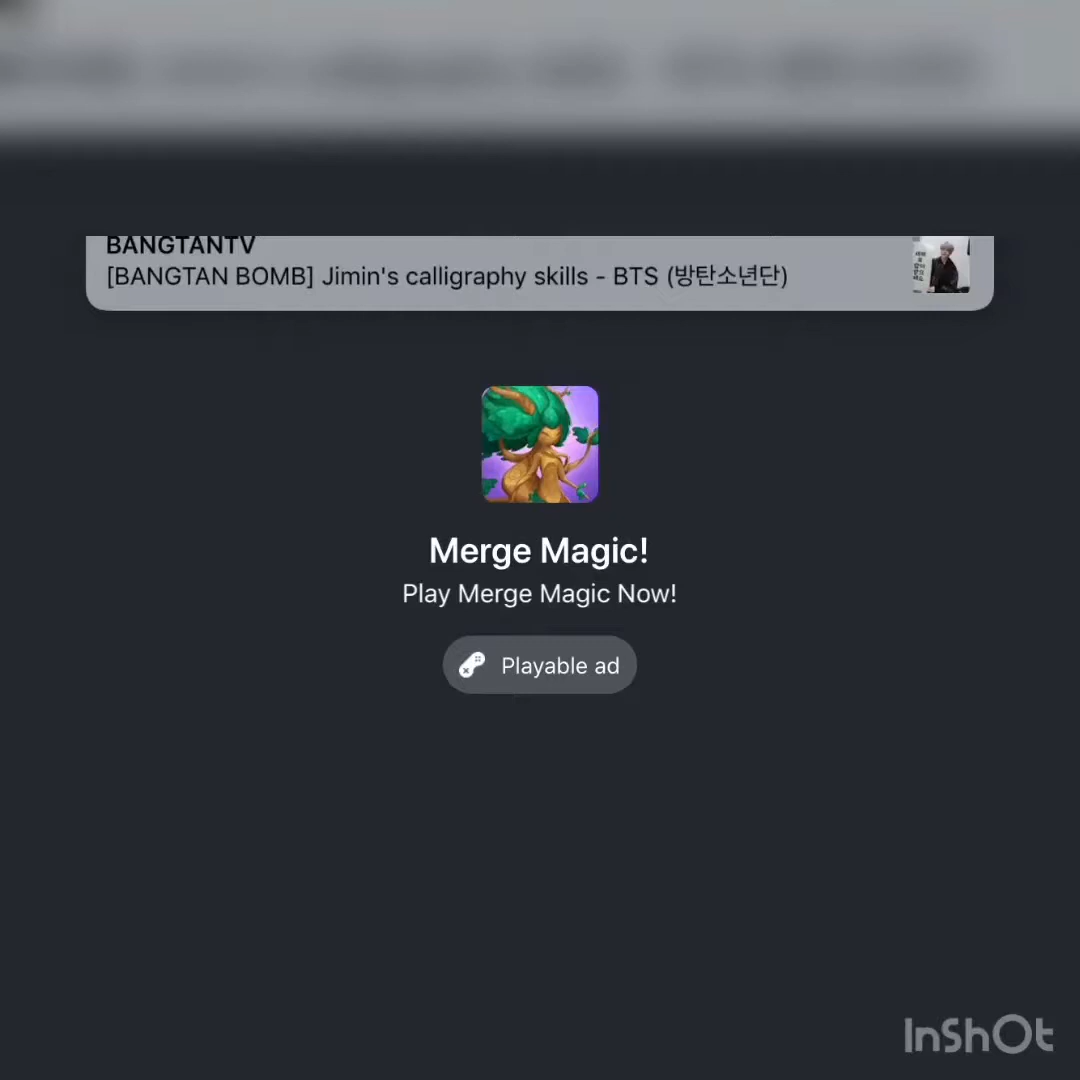 BANGTANTV
[BANGTAN BOMB] Jimin's calligraphy skills - BTS (방탄소년단)
Merge Magic!
Play Merge Magic Now!
Playable ad
InShOt